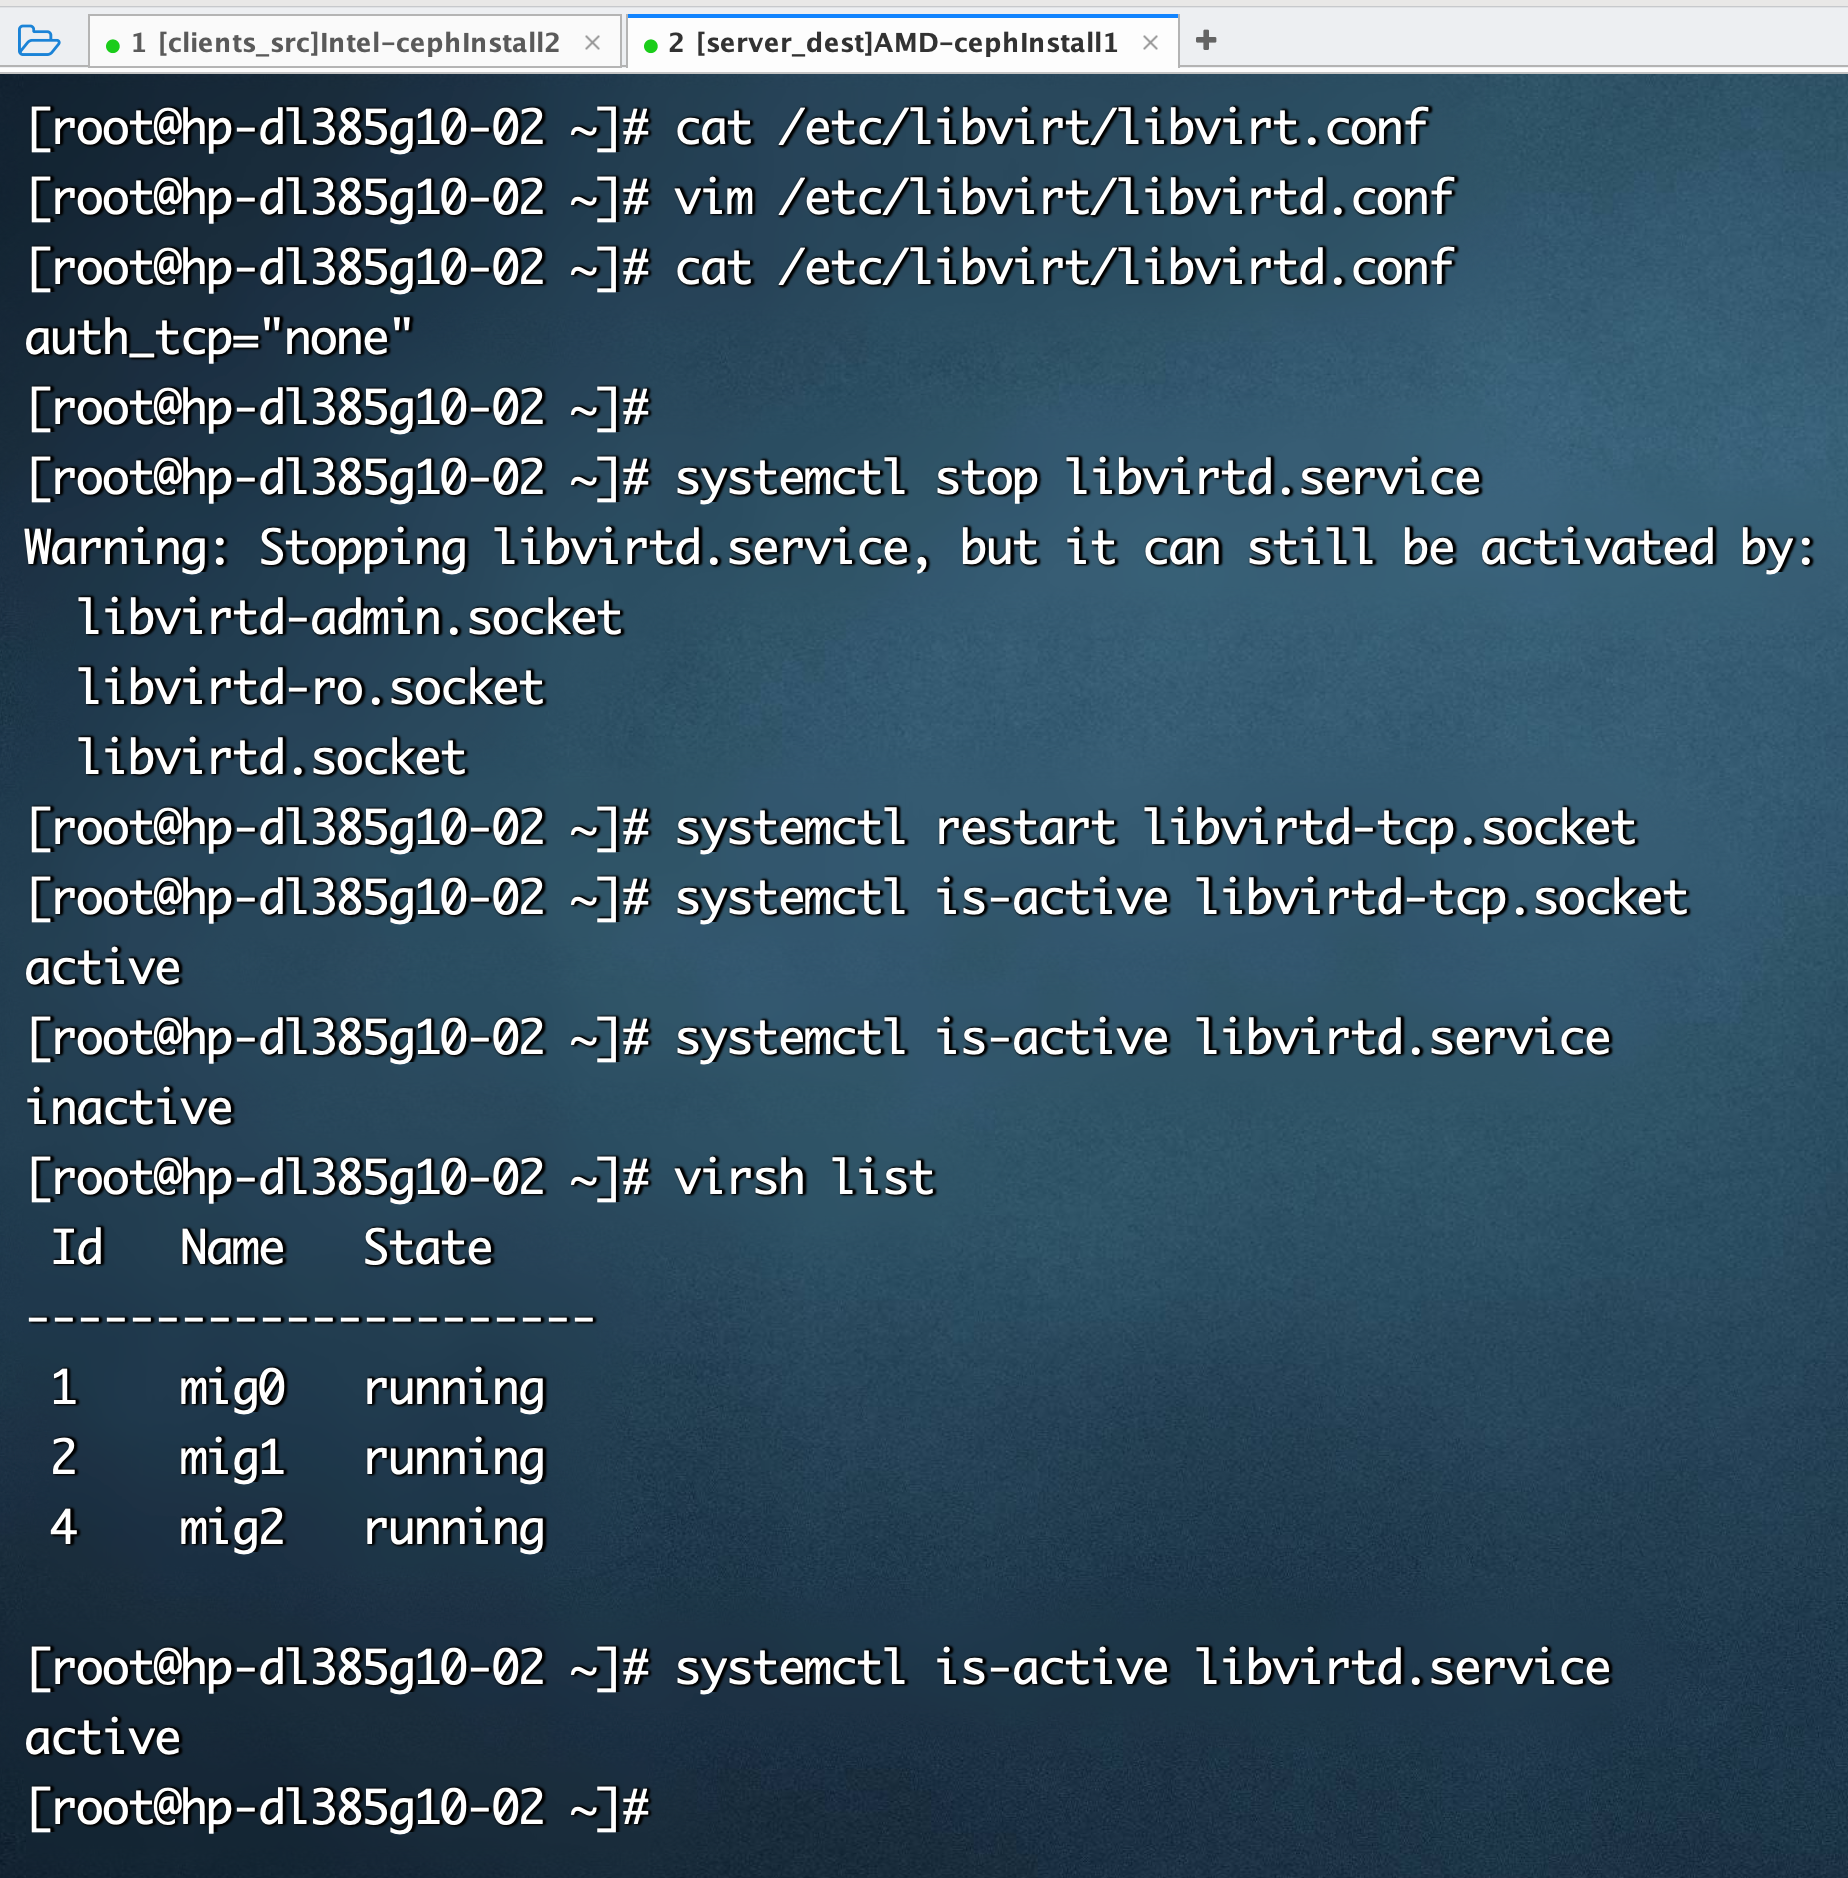 1 [clients_src]Intel-cephInstall2 ×
2 [server_dest]AMD-cephInstall1 × +
[root@hp-dl385g10-02 ~]# cat /etc/libvirt/libvirt.conf
[root@hp-dl385g10-02 ~]# vim /etc/libvirt/libvirtd.conf
[root@hp-dl385g10-02 ~]# cat /etc/libvirt/libvirtd.conf
auth_tcp="none"
[root@hp-dl385g10-02 ~]#
[root@hp-dl385g10-02 ~]# systemctl stop libvirtd.service
Warning: Stopping libvirtd.service, but it can still be activated by:
  libvirtd-admin.socket
  libvirtd-ro.socket
  libvirtd.socket
[root@hp-dl385g10-02 ~]# systemctl restart libvirtd-tcp.socket
[root@hp-dl385g10-02 ~]# systemctl is-active libvirtd-tcp.socket
active
[root@hp-dl385g10-02 ~]# systemctl is-active libvirtd.service
inactive
[root@hp-dl385g10-02 ~]# virsh list
 Id   Name   State
----------------------
 1    mig0   running
 2    mig1   running
 4    mig2   running
[root@hp-dl385g10-02 ~]# systemctl is-active libvirtd.service
active
[root@hp-dl385g10-02 ~]#